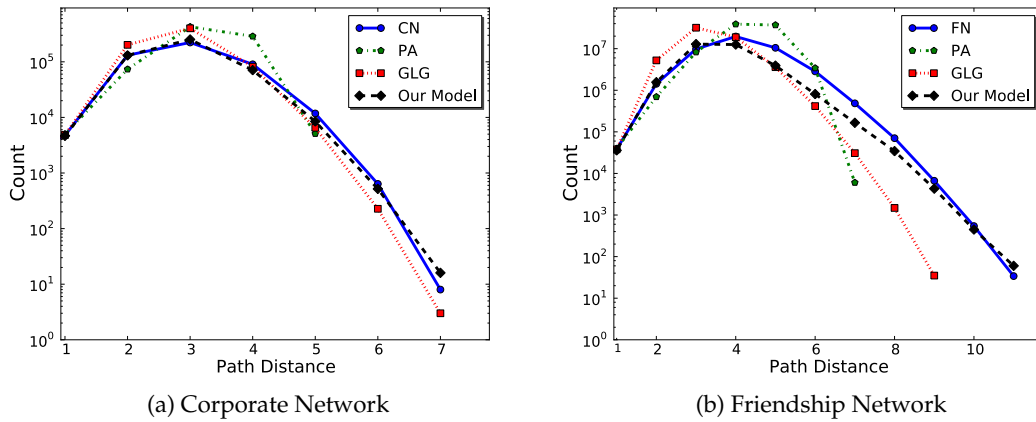 CN
PA
GLG
Our Model
10^5
10^4
10^3
10^2
10^1
10^0
Count
1 2 3 4 5 6 7
Path Distance
(a) Corporate Network
FN
PA
GLG
Our Model
10^7
10^6
10^5
10^4
10^3
10^2
10^1
10^0
Count
1 2 4 6 8 10
Path Distance
(b) Friendship Network